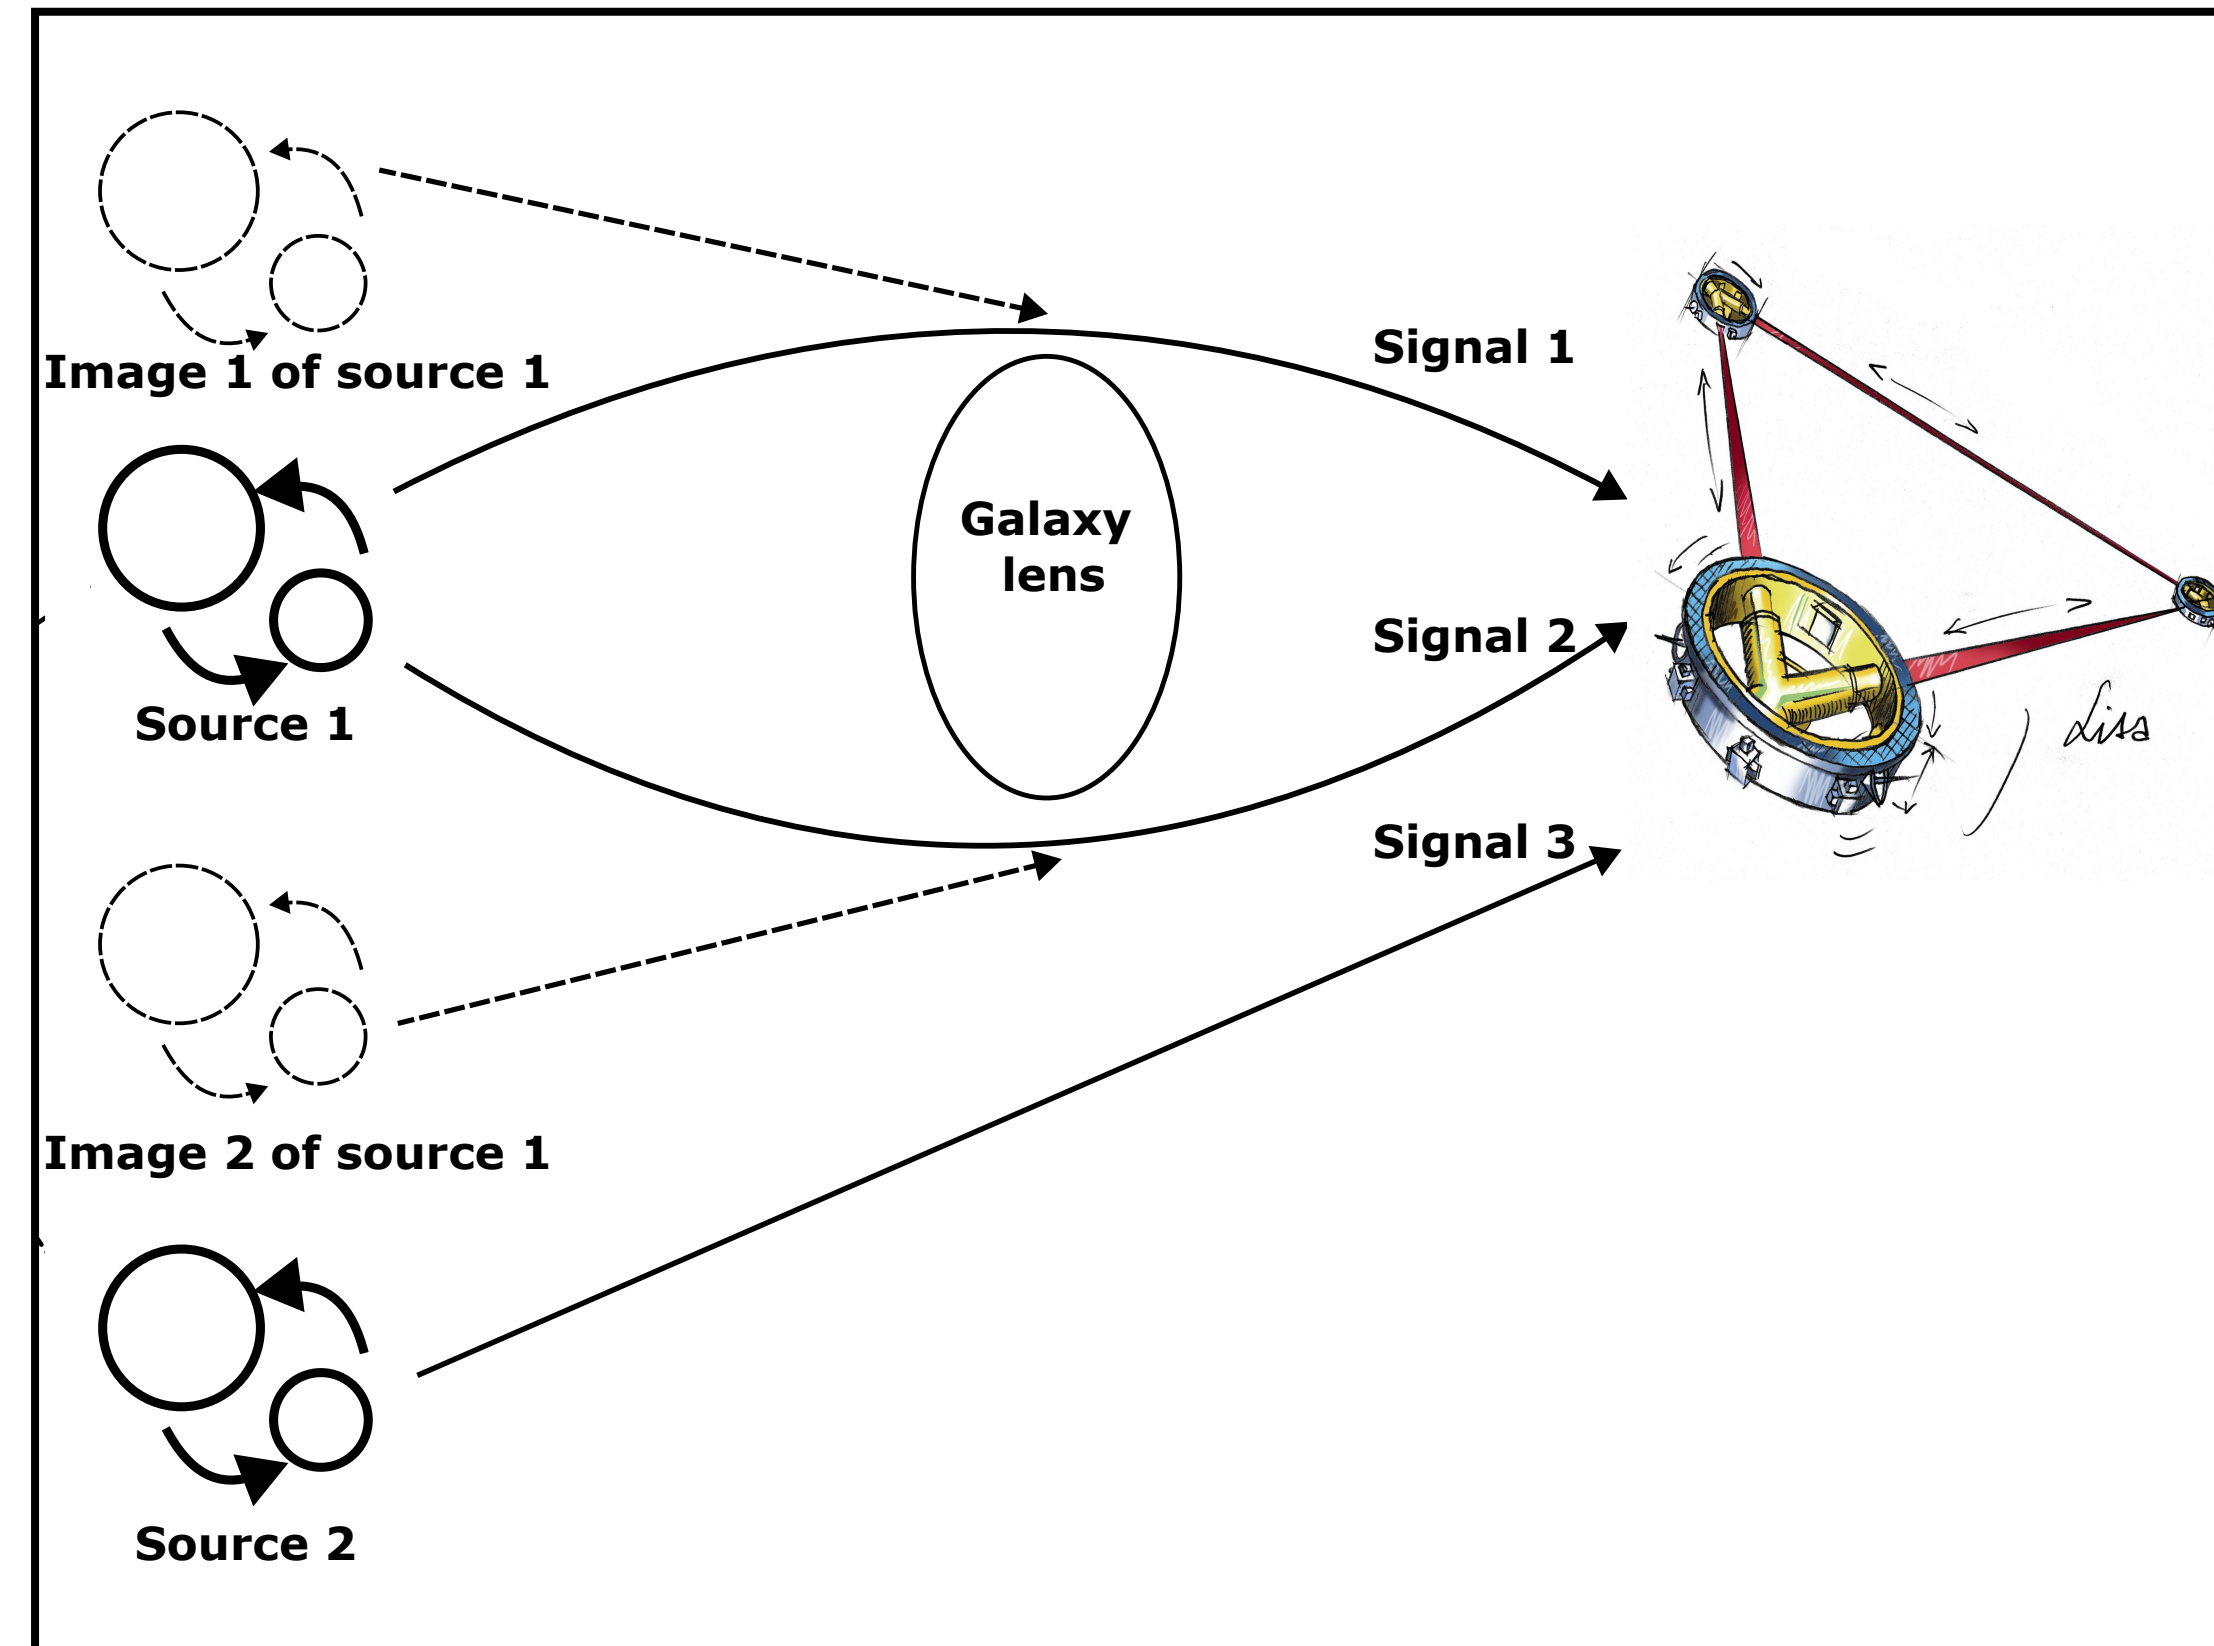 Image 1 of source 1
Signal 1
Galaxy
lens
Signal 2
Source 1
Lisa
Signal 3
Image 2 of source 1
Source 2